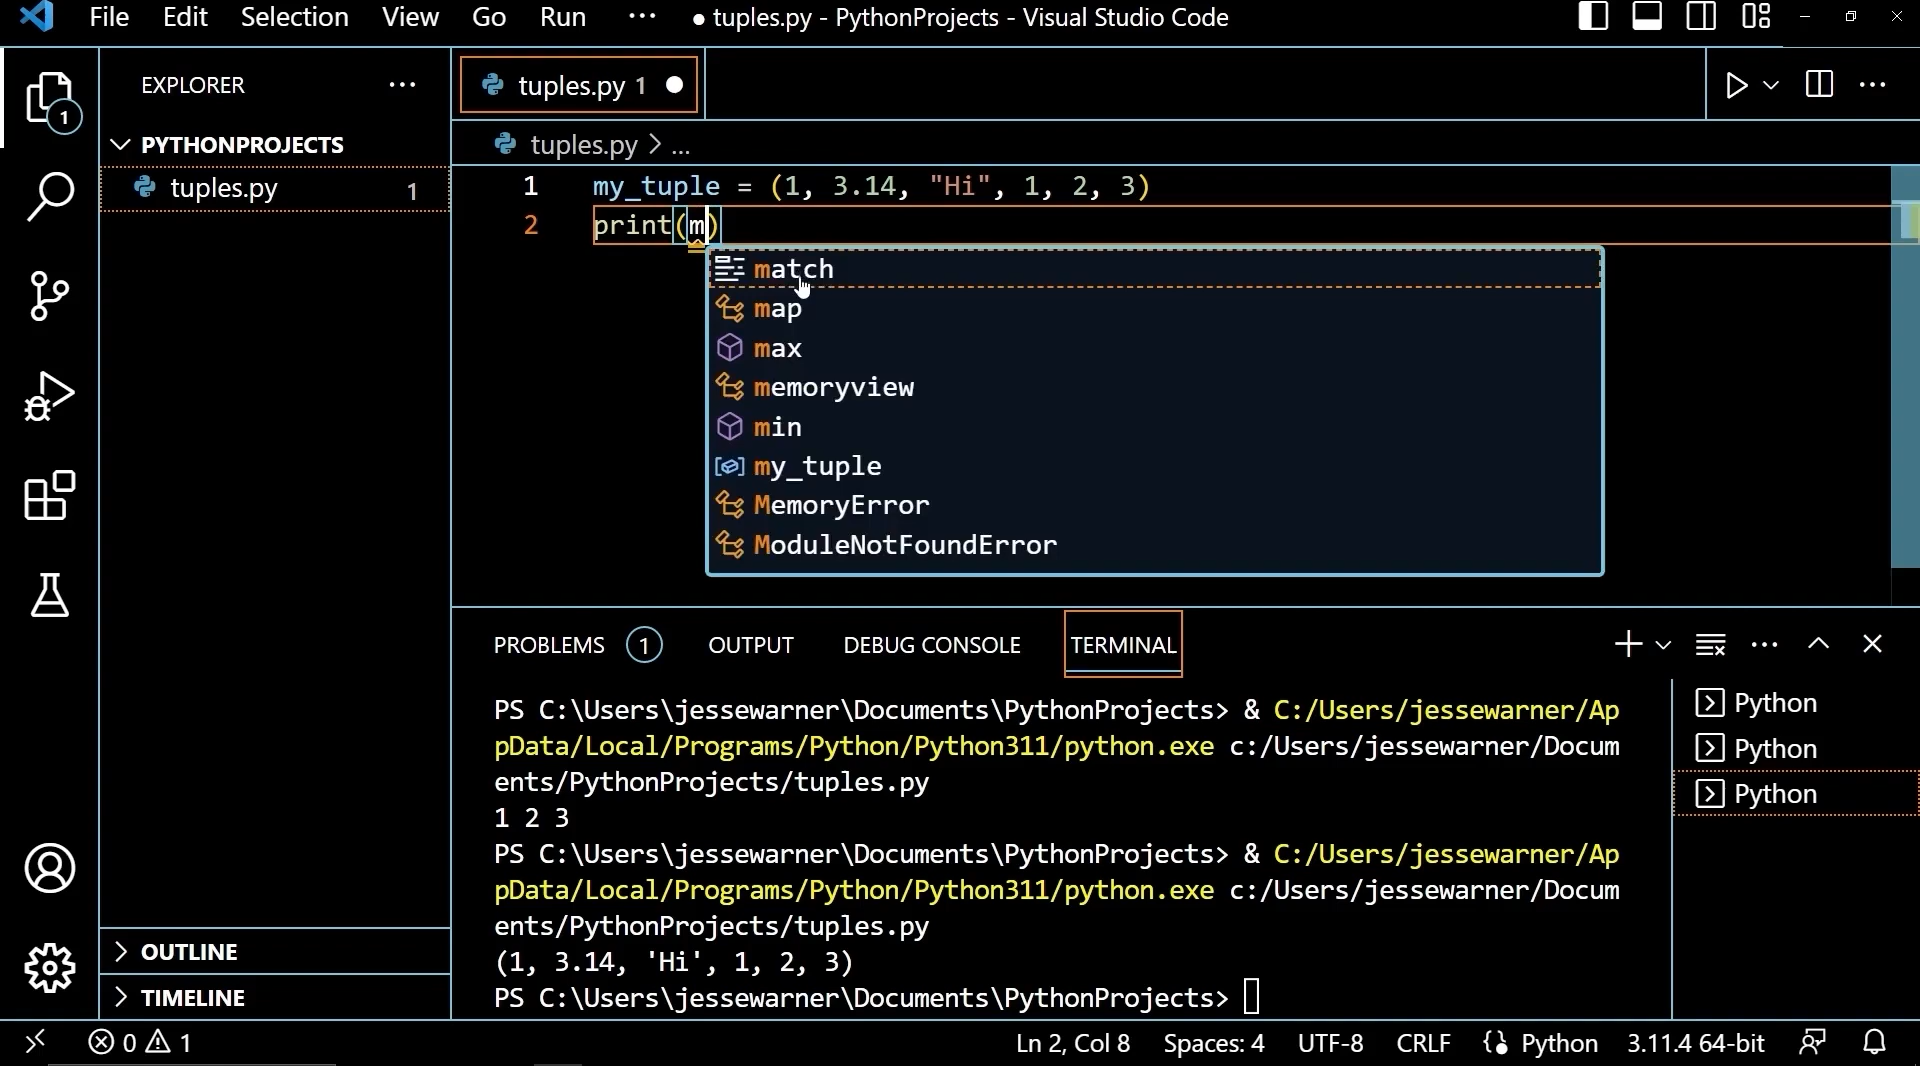 File Edit Selection View Go Run ··· ● tuples.py - PythonProjects - Visual Studio Code
EXPLORER ···
tuples.py 1 ●
1
PYTHONPROJECTS
tuples.py > ...
tuples.py 1
1 my_tuple = (1, 3.14, "Hi", 1, 2, 3)
2 print(m)
match
map
max
memoryview
min
my_tuple
MemoryError
ModuleNotFoundError
PROBLEMS 1 OUTPUT DEBUG CONSOLE TERMINAL
PS C:\Users\jessewarner\Documents\PythonProjects> & C:/Users/jessewarner/Ap
pData/Local/Programs/Python/Python311/python.exe c:/Users/jessewarner/Docum
ents/PythonProjects/tuples.py
1 2 3
PS C:\Users\jessewarner\Documents\PythonProjects> & C:/Users/jessewarner/Ap
pData/Local/Programs/Python/Python311/python.exe c:/Users/jessewarner/Docum
ents/PythonProjects/tuples.py
(1, 3.14, 'Hi', 1, 2, 3)
PS C:\Users\jessewarner\Documents\PythonProjects>
Python
Python
Python
OUTLINE
TIMELINE
0 1 Ln 2, Col 8 Spaces: 4 UTF-8 CRLF Python 3.11.4 64-bit